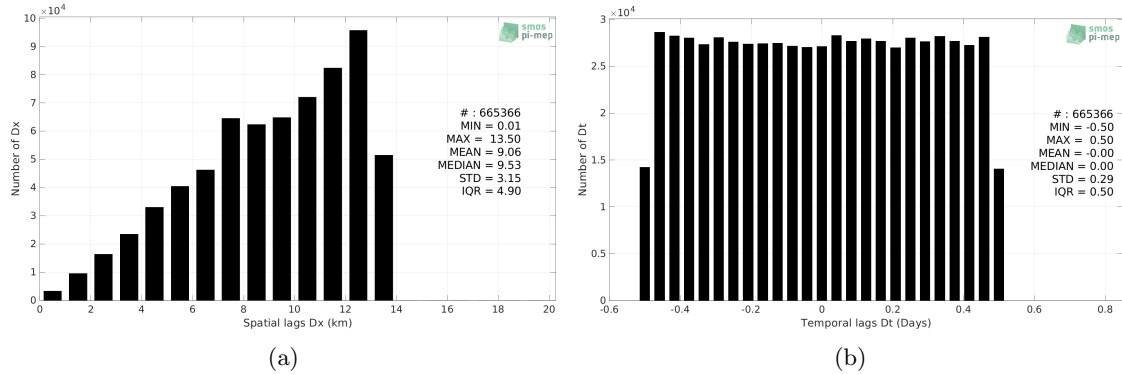 ×10⁴
10
9
8
7
6
5
4
3
2
1
0
Number of Dx
0 2 4 6 8 10 12 14 16 18 20
Spatial lags Dx (km)
smos
pi-mep
# : 665366
MIN = 0.01
MAX = 13.50
MEAN = 9.06
MEDIAN = 9.53
STD = 3.15
IQR = 4.90
(a)
×10⁴
3
2.5
2
1.5
1
0.5
0
Number of Dt
-0.6 -0.4 -0.2 0 0.2 0.4 0.6 0.8
Temporal lags Dt (Days)
smos
pi-mep
# : 665366
MIN = -0.50
MAX = 0.50
MEAN = -0.00
MEDIAN = 0.00
STD = 0.29
IQR = 0.50
(b)